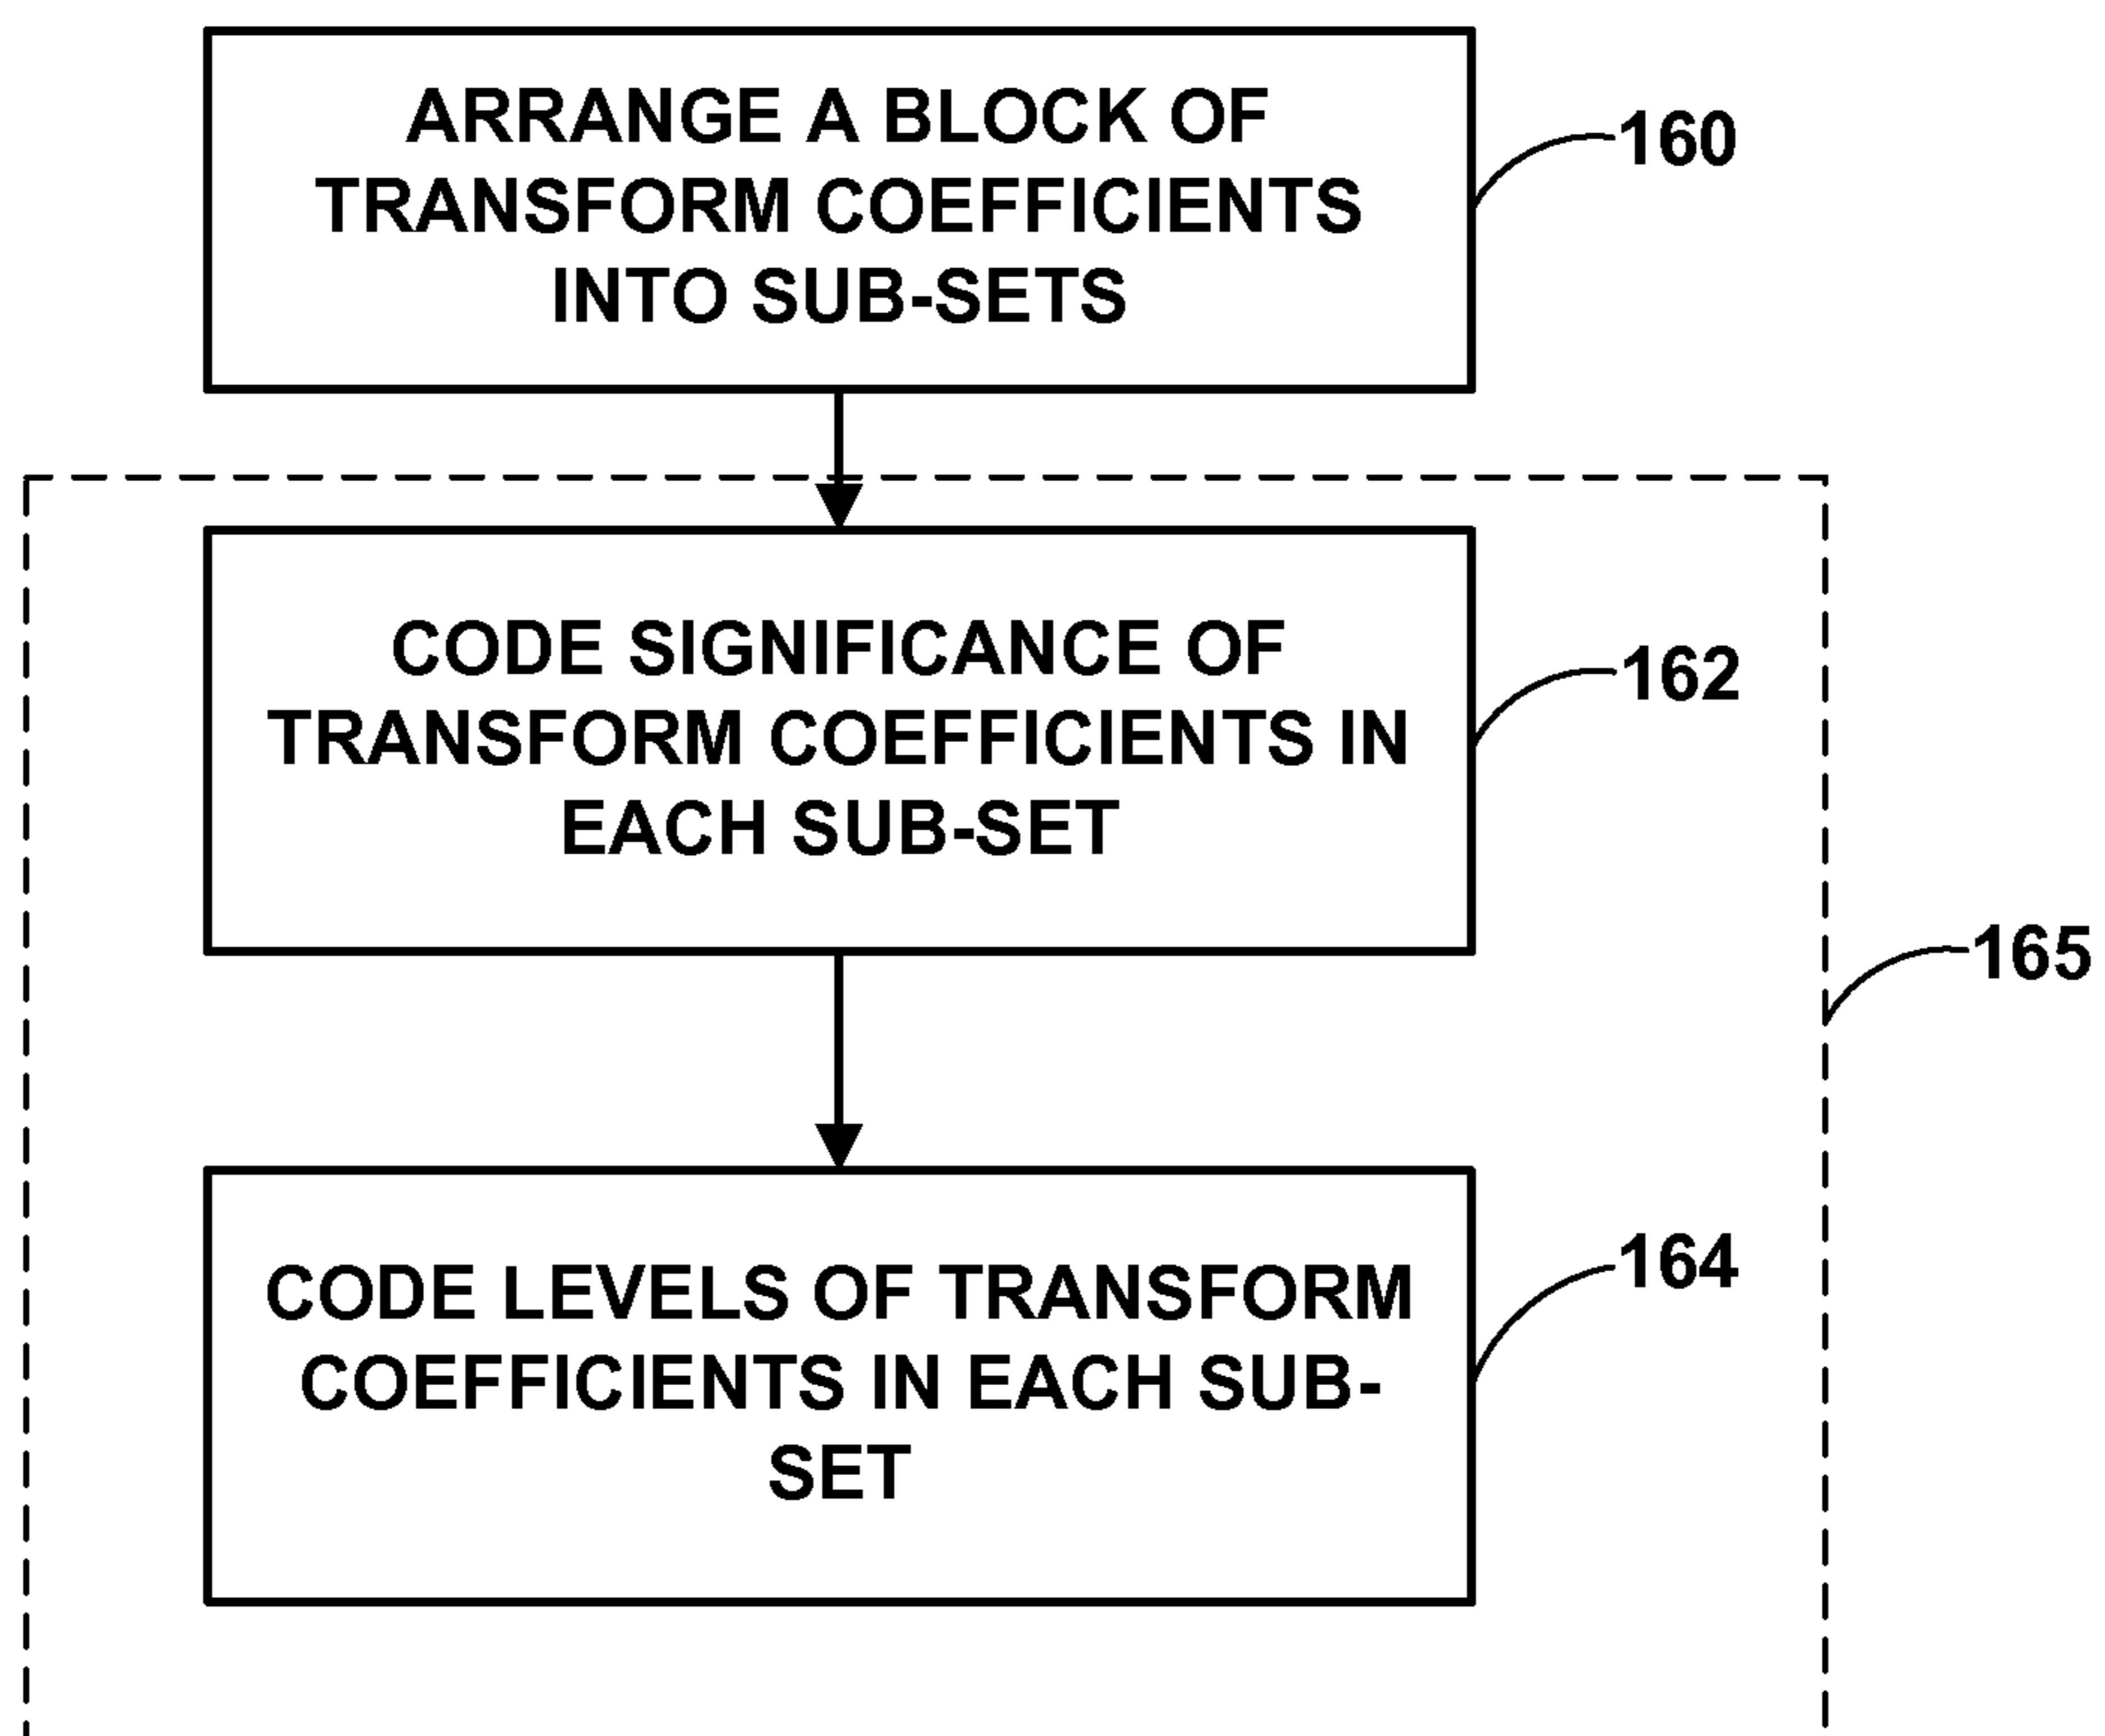 ARRANGE A BLOCK OF
TRANSFORM COEFFICIENTS
INTO SUB-SETS
160
CODE SIGNIFICANCE OF
TRANSFORM COEFFICIENTS IN
EACH SUB-SET
162
165
CODE LEVELS OF TRANSFORM
COEFFICIENTS IN EACH SUB-
SET
164